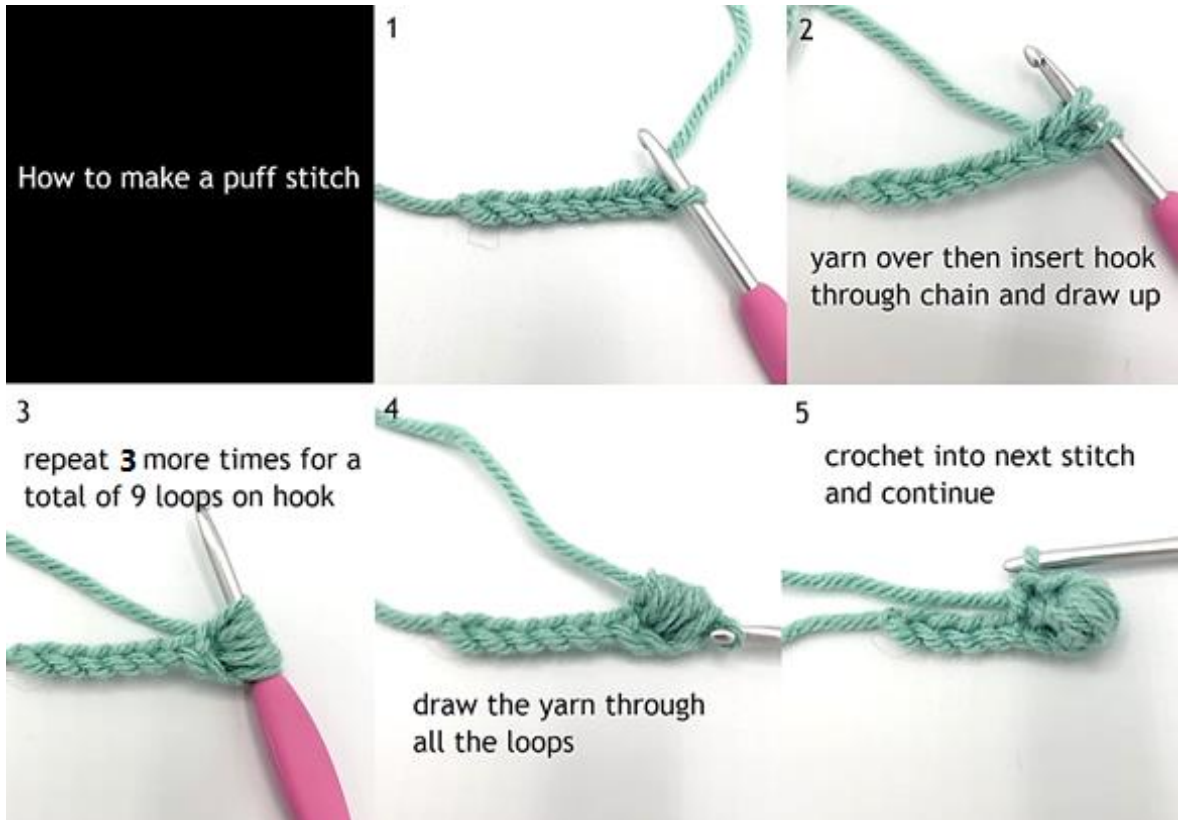 How to make a puff stitch
1
2
yarn over then insert hook
through chain and draw up
3
repeat 3 more times for a
total of 9 loops on hook
4
draw the yarn through
all the loops
5
crochet into next stitch
and continue